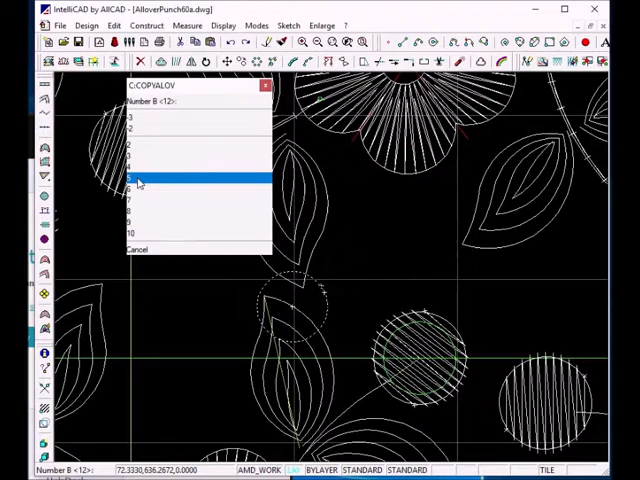 IntelliCAD by AllCAD - [AlloverPunch60a.dwg]
File Design Edit Construct Measure Display Modes Sketch Enlarge ?
C:COPYALOV
Number B <12>:
-3
-2
2
3
4
5
6
7
8
9
10
Cancel
Number B <12>: 72.3330,636.2672,0.0000 AMD_WORK LAY BYLAYER STANDARD STANDARD TILE